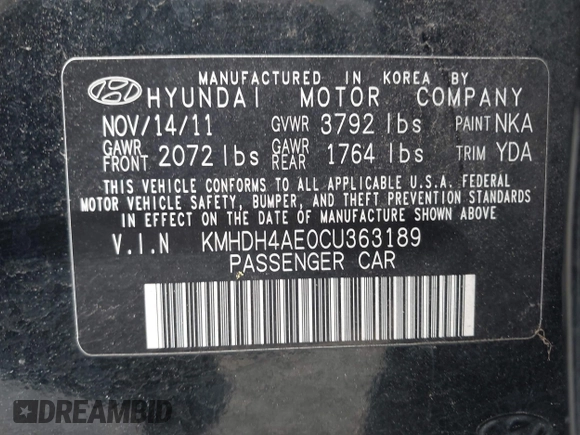 MANUFACTURED IN KOREA BY
HYUNDAI MOTOR COMPANY
NOV/14/11 GVWR 3792 lbs PAINT NKA
GAWR FRONT 2072 lbs GAWR REAR 1764 lbs TRIM YDA
THIS VEHICLE CONFORMS TO ALL APPLICABLE U.S.A. FEDERAL
MOTOR VEHICLE SAFETY, BUMPER, AND THEFT PREVENTION STANDARDS
IN EFFECT ON THE DATE OF MANUFACTURE SHOWN ABOVE.
V.I.N KMHDH4AE0CU363189
PASSENGER CAR
DREAMBID